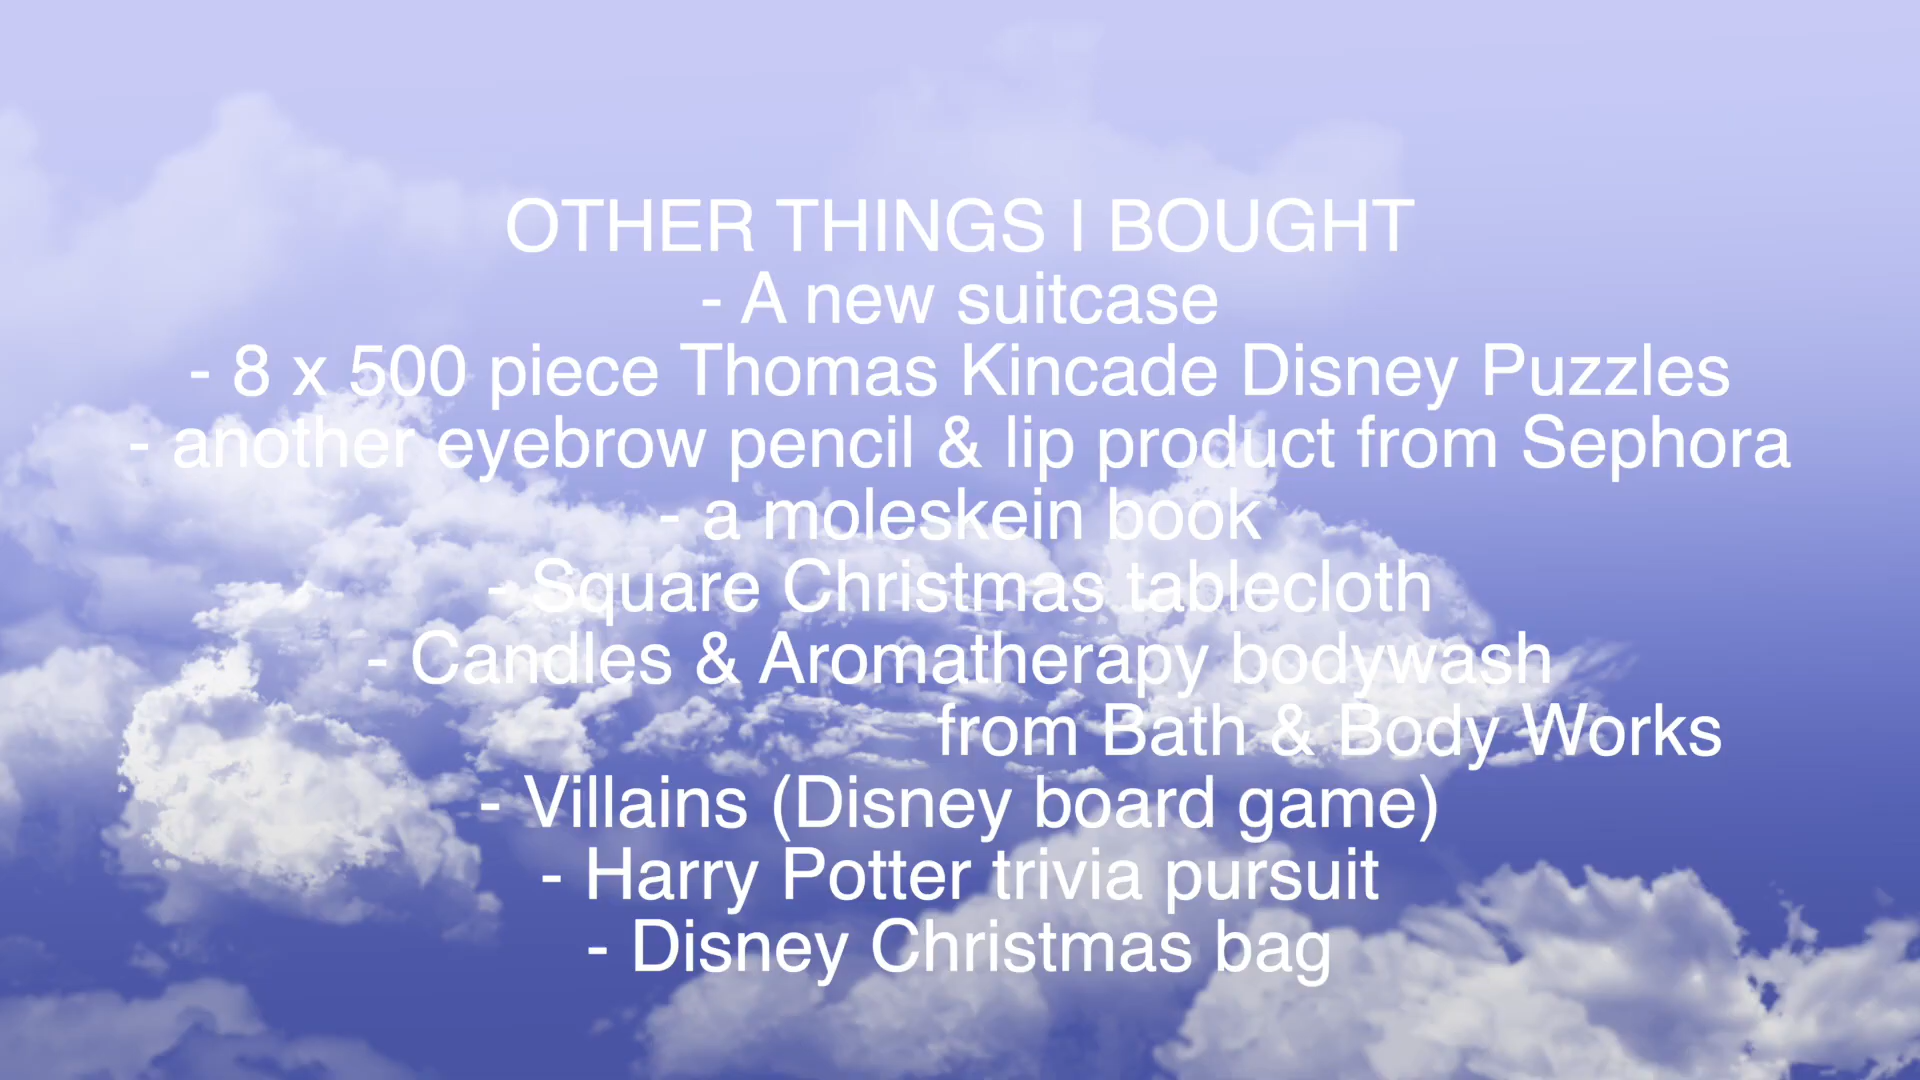 OTHER THINGS I BOUGHT
- A new suitcase
- 8 x 500 piece Thomas Kincade Disney Puzzles
- another eyebrow pencil & lip product from Sephora
- a moleskein book
- Square Christmas tablecloth
- Candles & Aromatherapy bodywash
from Bath & Body Works
- Villains (Disney board game)
- Harry Potter trivia pursuit
- Disney Christmas bag